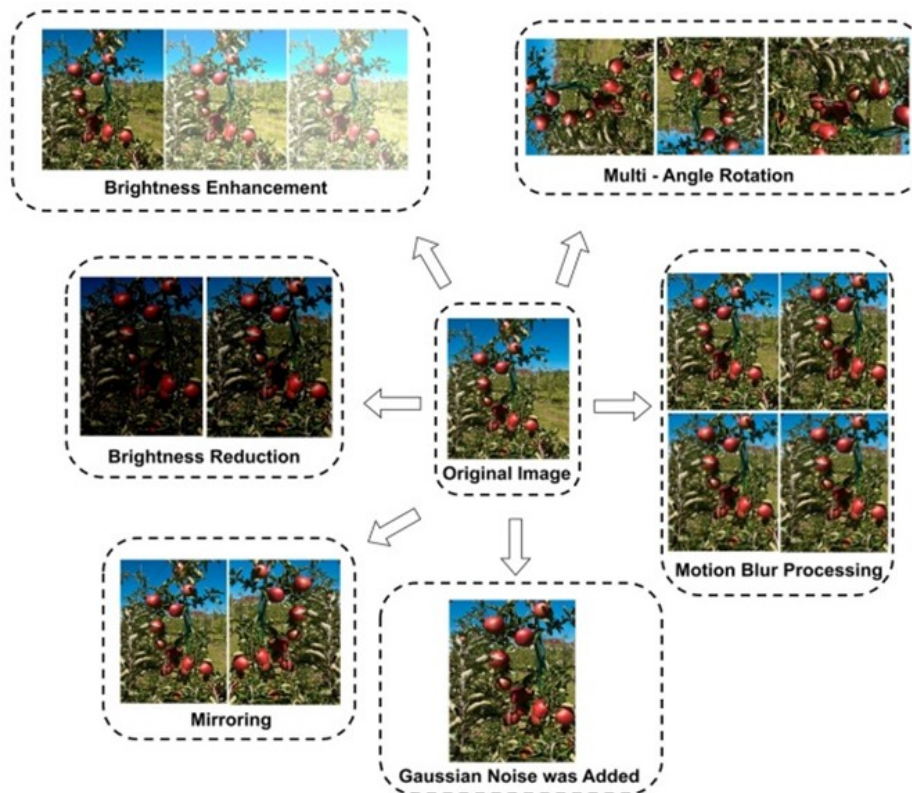 Brightness Enhancement
Multi - Angle Rotation
Brightness Reduction
Original Image
Motion Blur Processing
Mirroring
Gaussian Noise was Added